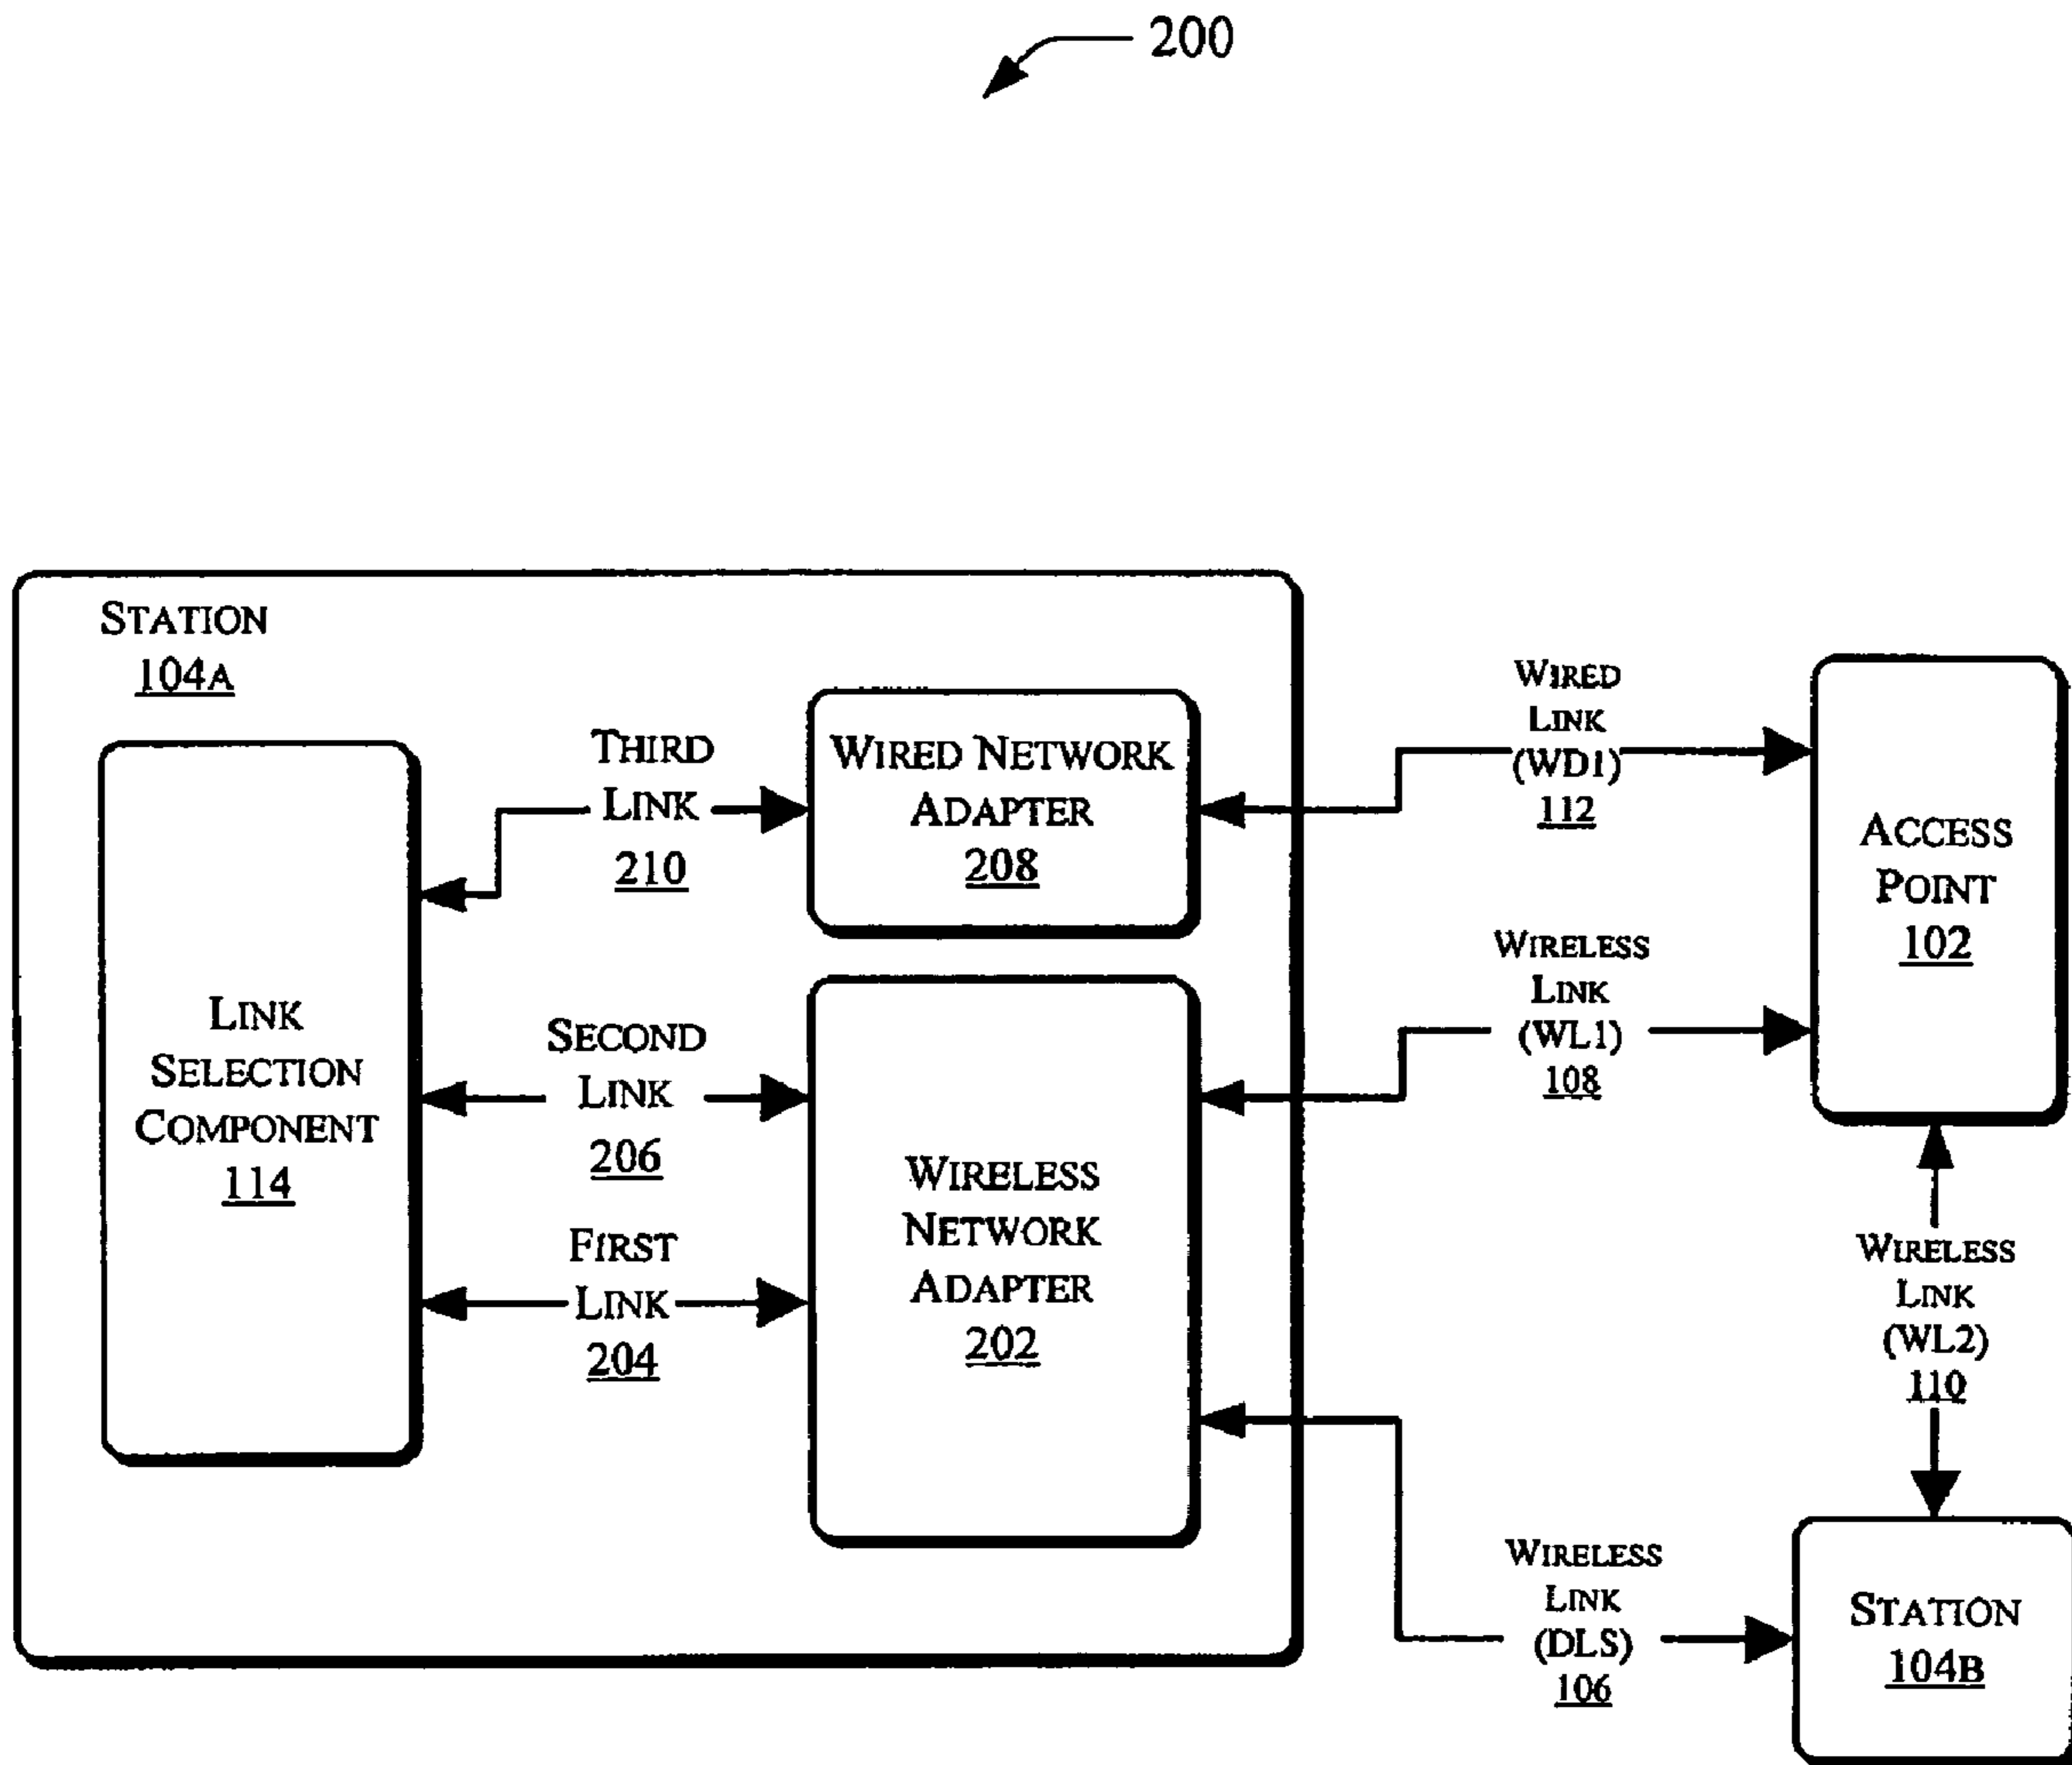 200
STATION
104A
THIRD
LINK
210
WIRED NETWORK
ADAPTER
208
WIRED
LINK
(WD1)
112
ACCESS
POINT
102
LINK
SELECTION
COMPONENT
114
SECOND
LINK
206
FIRST
LINK
204
WIRELESS
NETWORK
ADAPTER
202
WIRELESS
LINK
(WL1)
108
WIRELESS
LINK
(WL2)
110
WIRELESS
LINK
(DLS)
106
STATION
104B